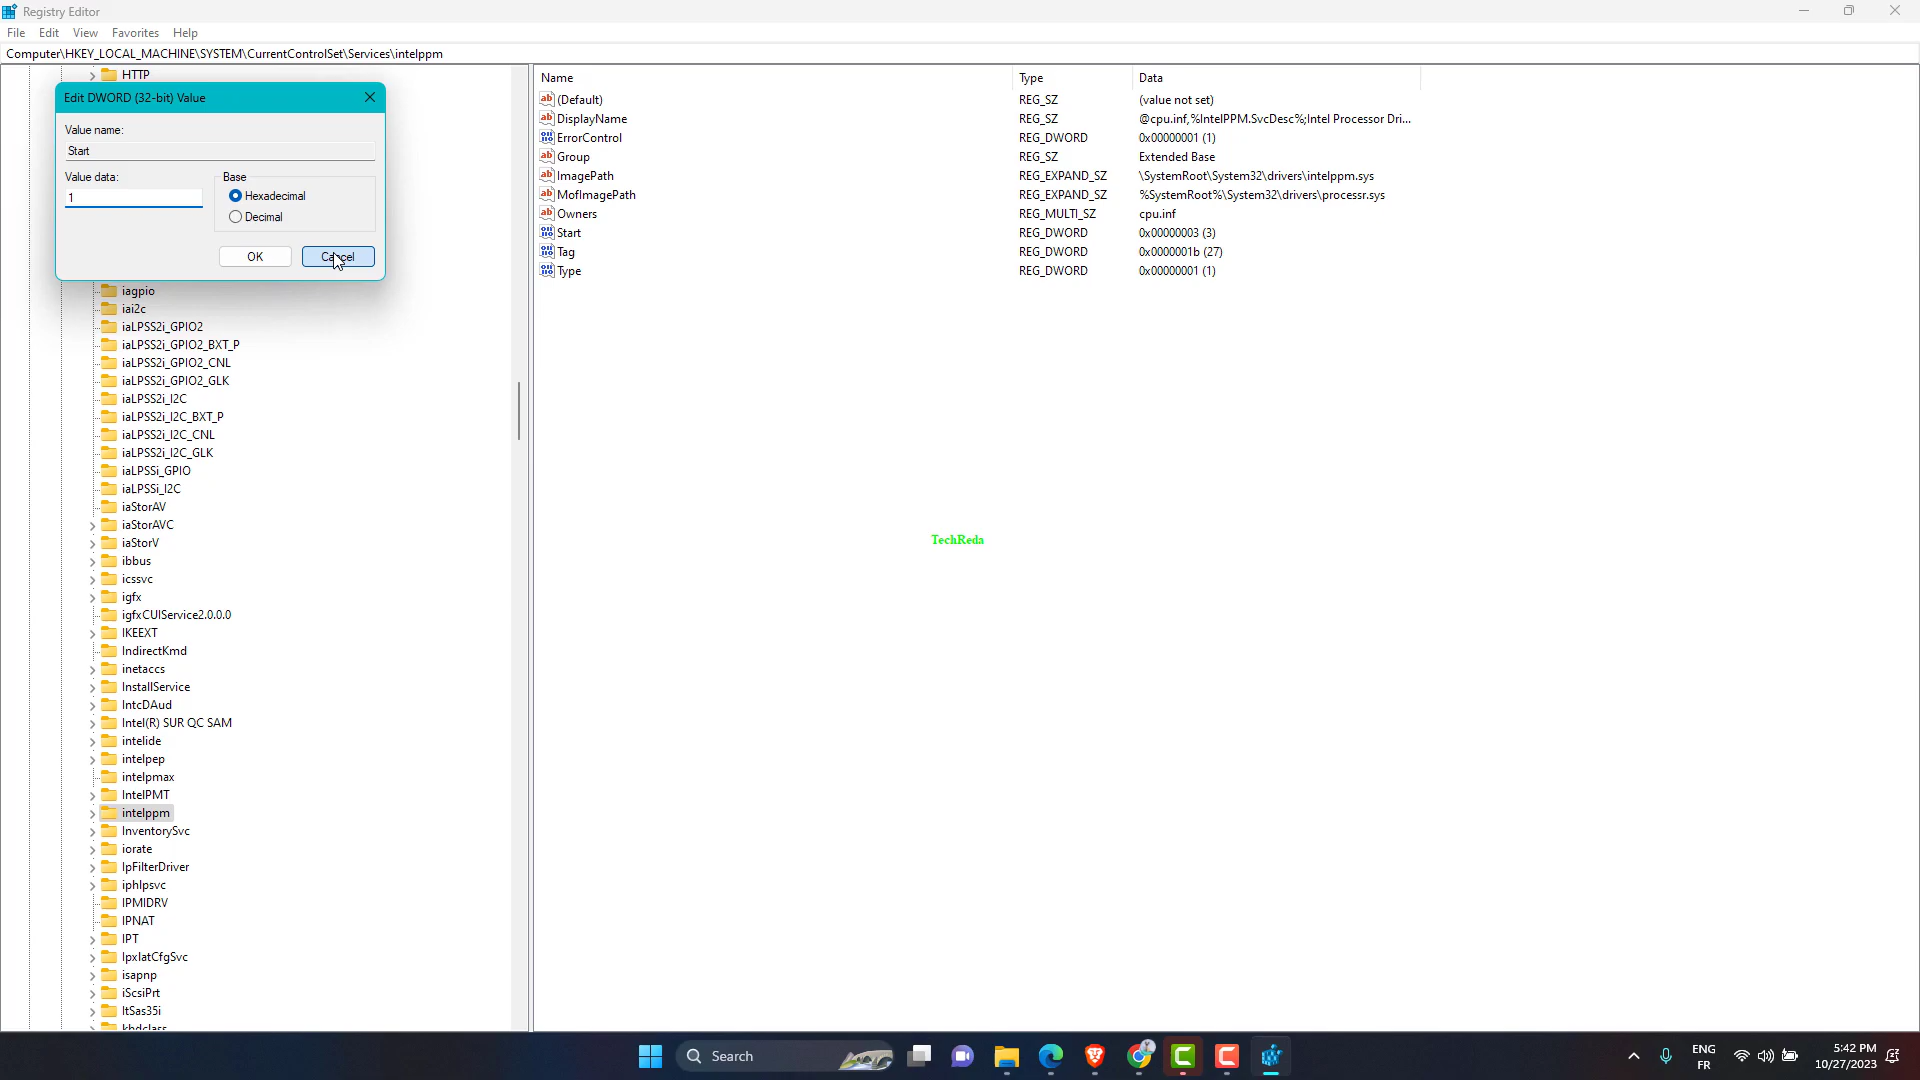 Registry Editor
File Edit View Favorites Help
Computer\HKEY_LOCAL_MACHINE\SYSTEM\CurrentControlSet\Services\intelppm
HTTP
Edit DWORD (32-bit) Value
Value name:
Start
Value data:
1
Base
Hexadecimal
Decimal
OK
Cancel
iagpio
iai2c
iaLPSS2i_GPIO2
iaLPSS2i_GPIO2_BXT_P
iaLPSS2i_GPIO2_CNL
iaLPSS2i_GPIO2_GLK
iaLPSS2i_I2C
iaLPSS2i_I2C_BXT_P
iaLPSS2i_I2C_CNL
iaLPSS2i_I2C_GLK
iaLPSSi_GPIO
iaLPSSi_I2C
iaStorAV
iaStorAVC
iaStorV
ibbus
icssvc
igfx
igfxCUIService2.0.0.0
IKEEXT
IndirectKmd
inetaccs
InstallService
IntcDAud
Intel(R) SUR QC SAM
intelide
intelpep
intelpmax
IntelPMT
intelppm
InventorySvc
iorate
IpFilterDriver
iphlpsvc
IPMIDRV
IPNAT
IPT
IpxlatCfgSvc
isapnp
iScsiPrt
ItSas35i
kbdclass
Name Type Data
(Default) REG_SZ (value not set)
DisplayName REG_SZ @cpu.inf,%IntelPPM.SvcDesc%;Intel Processor Dri...
ErrorControl REG_DWORD 0x00000001 (1)
Group REG_SZ Extended Base
ImagePath REG_EXPAND_SZ \SystemRoot\System32\drivers\intelppm.sys
MofImagePath REG_EXPAND_SZ %SystemRoot%\System32\drivers\processr.sys
Owners REG_MULTI_SZ cpu.inf
Start REG_DWORD 0x00000003 (3)
Tag REG_DWORD 0x0000001b (27)
Type REG_DWORD 0x00000001 (1)
TechReda
Search
ENG
FR
5:42 PM
10/27/2023